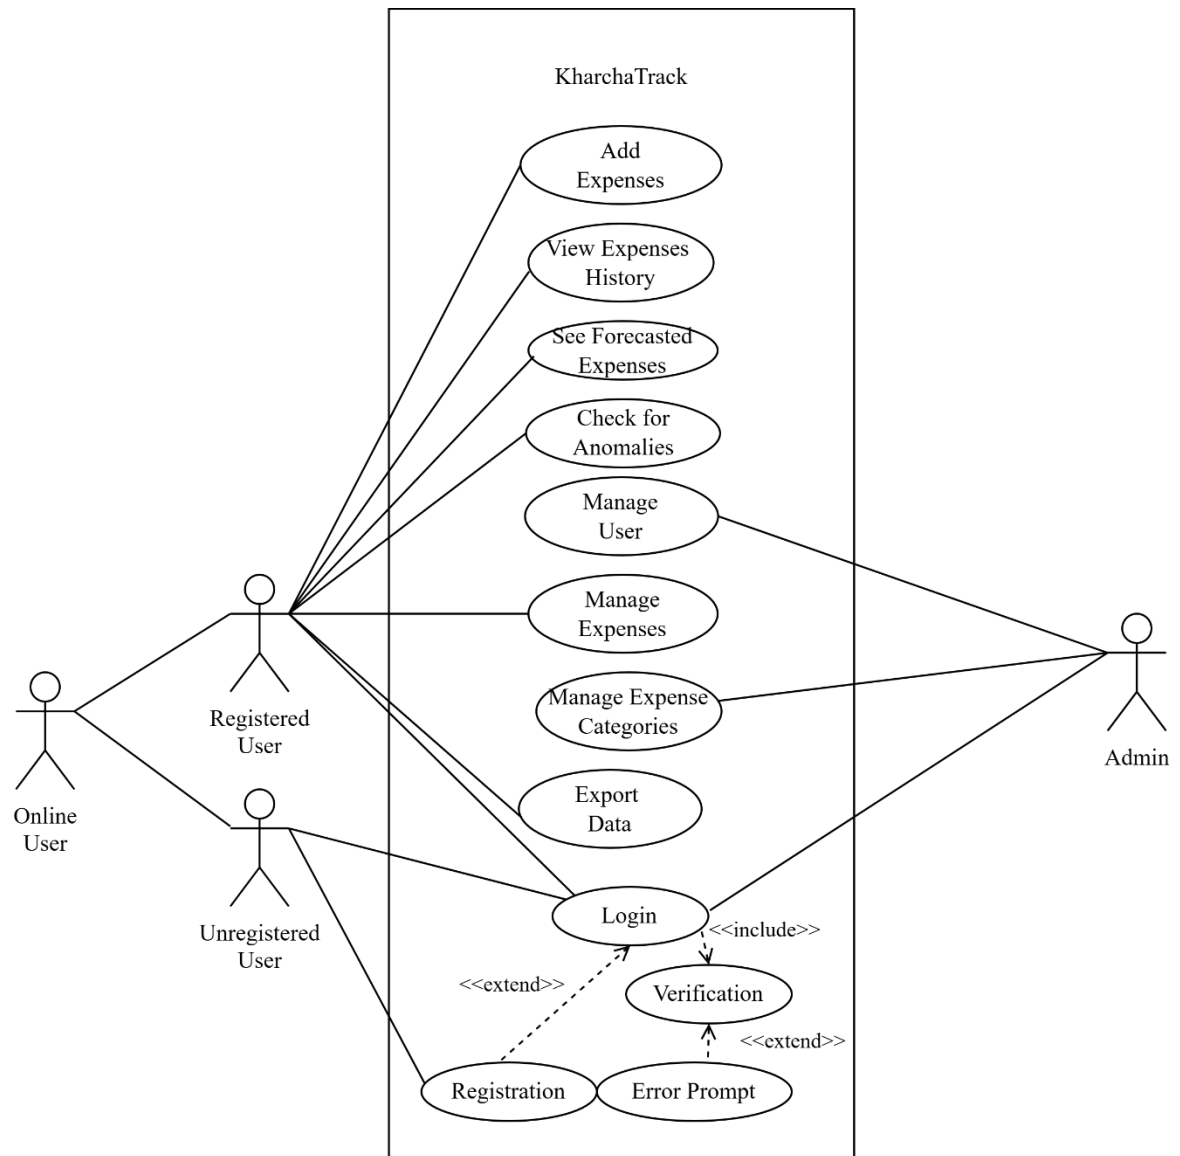 KharchaTrack
Add
Expenses
View Expenses
History
See Forecasted
Expenses
Check for
Anomalies
Manage
User
Manage
Expenses
Manage Expense
Categories
Export
Data
Login
<<include>>
<<extend>>
Verification
<<extend>>
Registration
Error Prompt
Registered
User
Online
User
Unregistered
User
Admin